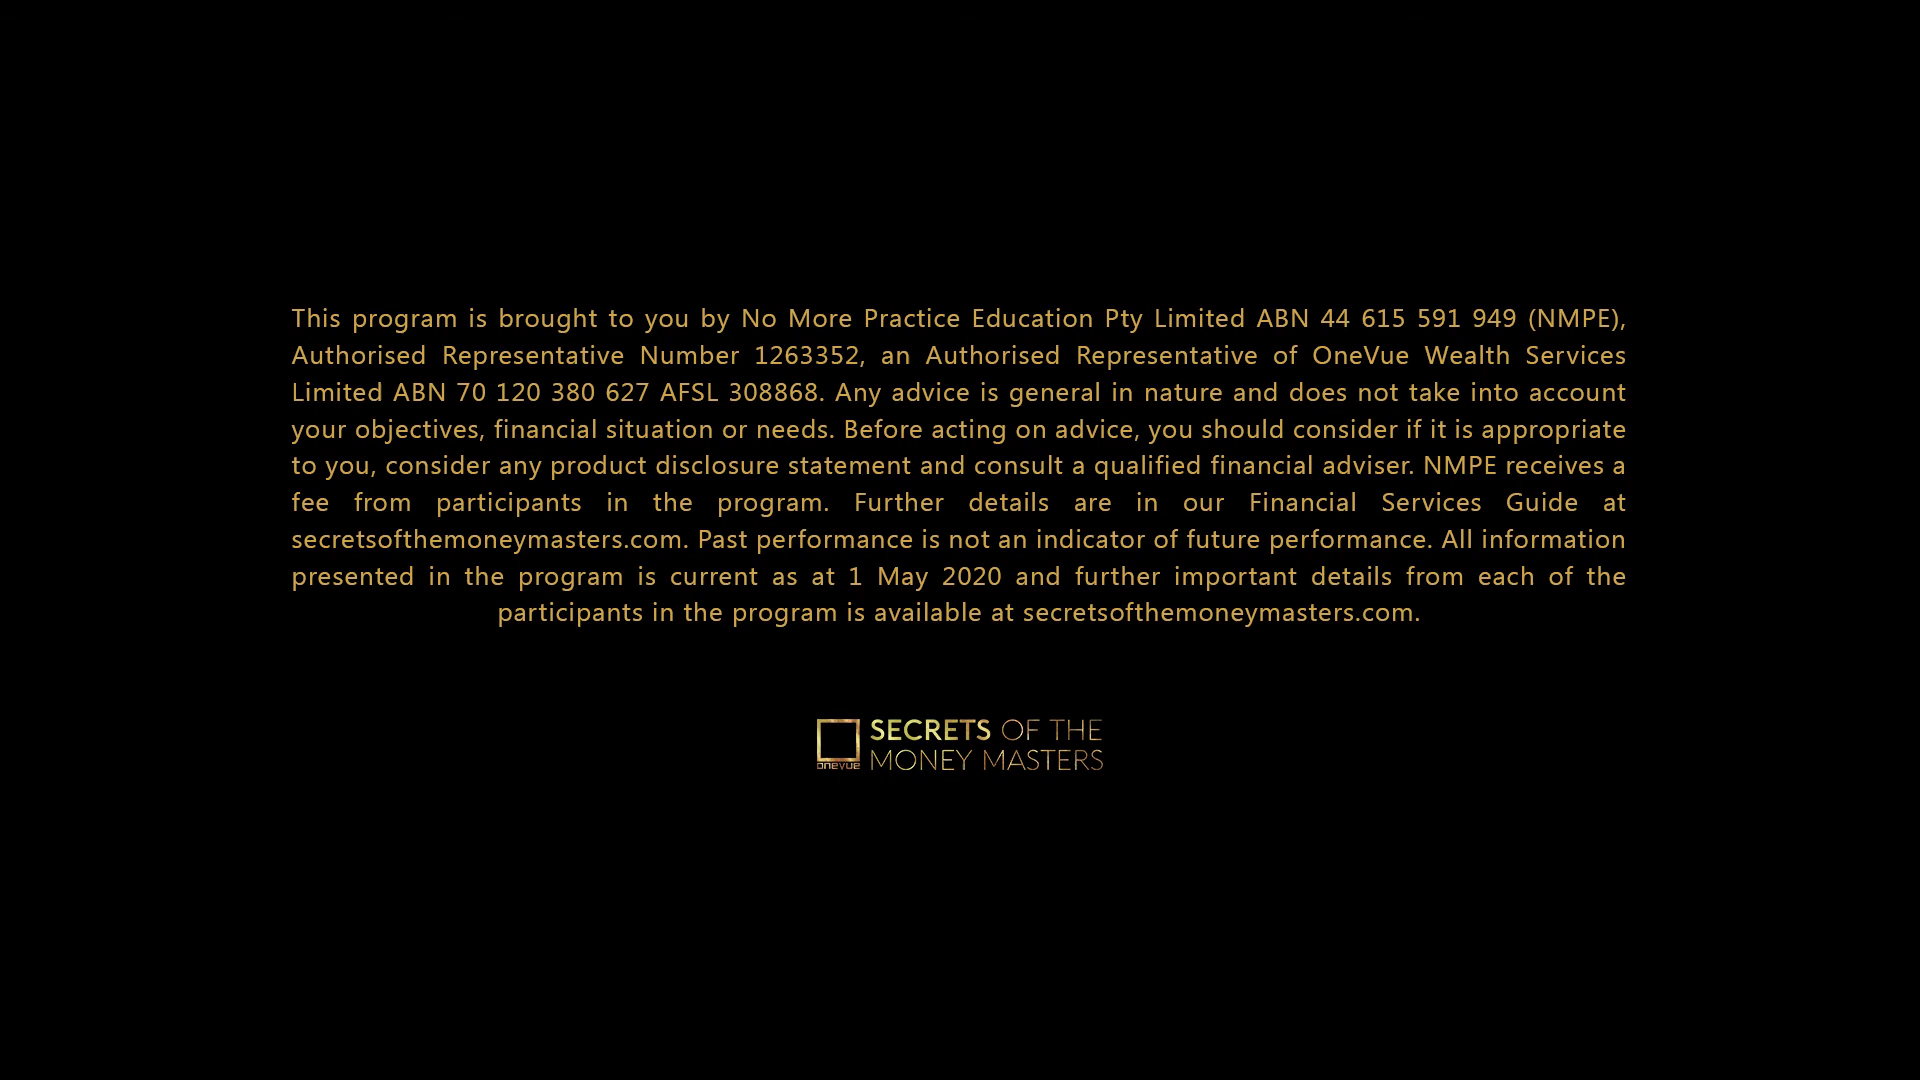 This program is brought to you by No More Practice Education Pty Limited ABN 44 615 591 949 (NMPE),
Authorised Representative Number 1263352, an Authorised Representative of OneVue Wealth Services
Limited ABN 70 120 380 627 AFSL 308868. Any advice is general in nature and does not take into account
your objectives, financial situation or needs. Before acting on advice, you should consider if it is appropriate
to you, consider any product disclosure statement and consult a qualified financial adviser. NMPE receives a
fee from participants in the program. Further details are in our Financial Services Guide at
secretsofthemoneymasters.com. Past performance is not an indicator of future performance. All information
presented in the program is current as at 1 May 2020 and further important details from each of the
participants in the program is available at secretsofthemoneymasters.com.
SECRETS OF THE
MONEY MASTERS
onevue